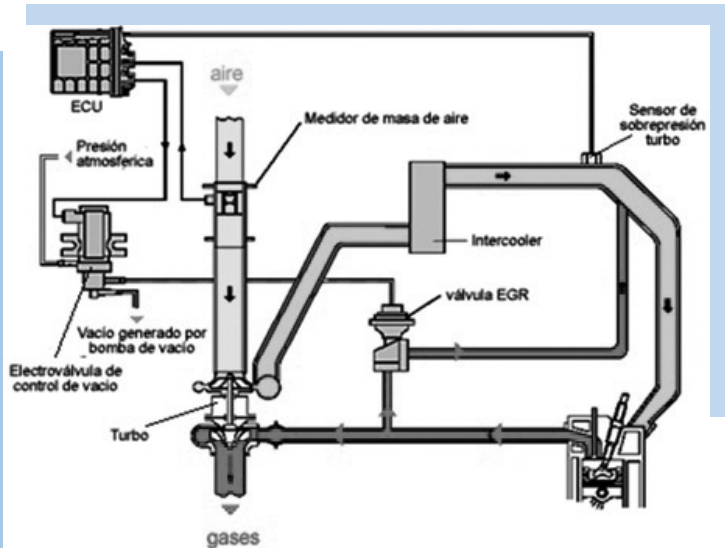 aire
ECU
Medidor de masa de aire
Sensor de
sobrepresión
turbo
Presión
atmosferica
Intercooler
válvula EGR
Vacio generado por
bomba de vacio
Electroválvula de
control de vacio
Turbo
gases